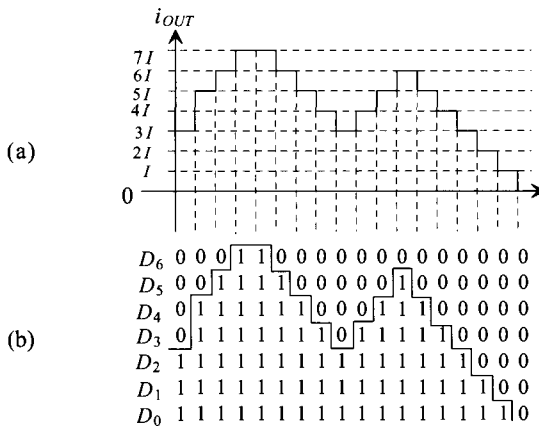 i_OUT
7I
6I
5I
4I
(a) 3I
2I
I
0
D6 0 0 0 1 1 0 0 0 0 0 0 0 0 0 0 0 0 0
D5 0 0 1 1 1 1 0 0 0 0 0 1 0 0 0 0 0 0
D4 0 1 1 1 1 1 1 0 0 0 1 1 1 0 0 0 0 0
(b) D3 0 1 1 1 1 1 1 1 0 1 1 1 1 1 0 0 0 0
D2 1 1 1 1 1 1 1 1 1 1 1 1 1 1 1 0 0 0
D1 1 1 1 1 1 1 1 1 1 1 1 1 1 1 1 1 0 0
D0 1 1 1 1 1 1 1 1 1 1 1 1 1 1 1 1 1 0